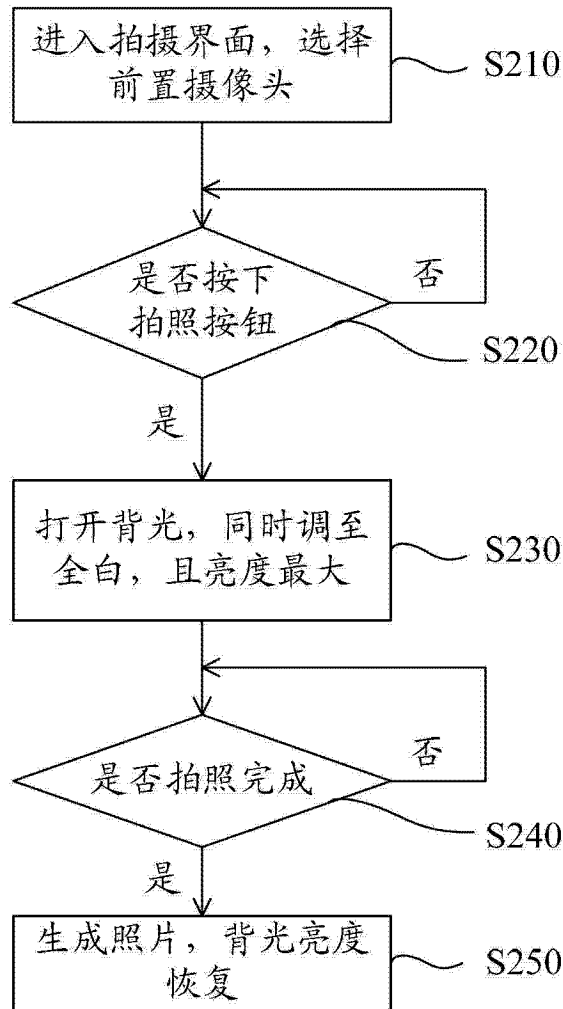 进入拍摄界面，选择
前置摄像头
S210
是否按下
拍照按钮
否
S220
是
打开背光，同时调至
全白，且亮度最大
S230
是否拍照完成
否
S240
是
生成照片，背光亮度
恢复
S250